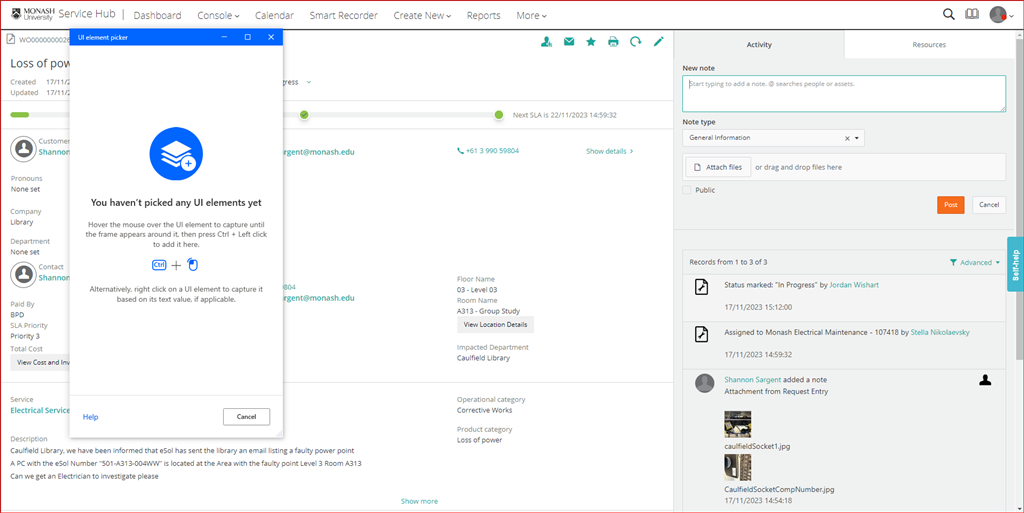 MONASH University Service Hub Dashboard Console Calendar Smart Recorder Create New Reports More
UI element picker
You haven't picked any UI elements yet
Hover the mouse over the UI element to capture until
the frame appears around it, then press Ctrl + Left click
to add it here.
Ctrl +
Alternatively, right click on a UI element to capture it
based on its text value, if applicable.
Help Cancel
Loss of pow
Created 17/11/2
Updated 17/11/2
gress
Next SLA is 22/11/2023 14:59:32
Customer
Shannon
argent@monash.edu
+61 3 990 59804
Show details >
Pronouns
None set
Company
Library
Department
None set
Contact
Shannon
9804
argent@monash.edu
Paid By
BPD
SLA Priority
Priority 3
Total Cost
View Cost and Inv
Floor Name
03 - Level 03
Room Name
A313 - Group Study
View Location Details
Impacted Department
Caulfield Library
Service
Electrical Service
Operational category
Corrective Works
Product category
Loss of power
Description
Caulfield Library, we have been informed that eSol has sent the library an email listing a faulty power point
A PC with the eSol Number "501-A313-004WW" is located at the Area with the faulty point Level 3 Room A313
Can we get an Electrician to investigate please
Show more
Activity Resources
New note
Start typing to add a note. @ searches people or assets.
Note type
General Information
Attach files or drag and drop files here
Public
Post Cancel
Self-help
Records from 1 to 3 of 3 Advanced
Status marked: "In Progress" by Jordan Wishart
17/11/2023 15:12:00
Assigned to Monash Electrical Maintenance - 107418 by Stella Nikolaevsky
17/11/2023 14:59:32
Shannon Sargent added a note
Attachment from Request Entry
caulfieldSocket1.jpg
CaulfieldSocketCompNumber.jpg
17/11/2023 14:54:18